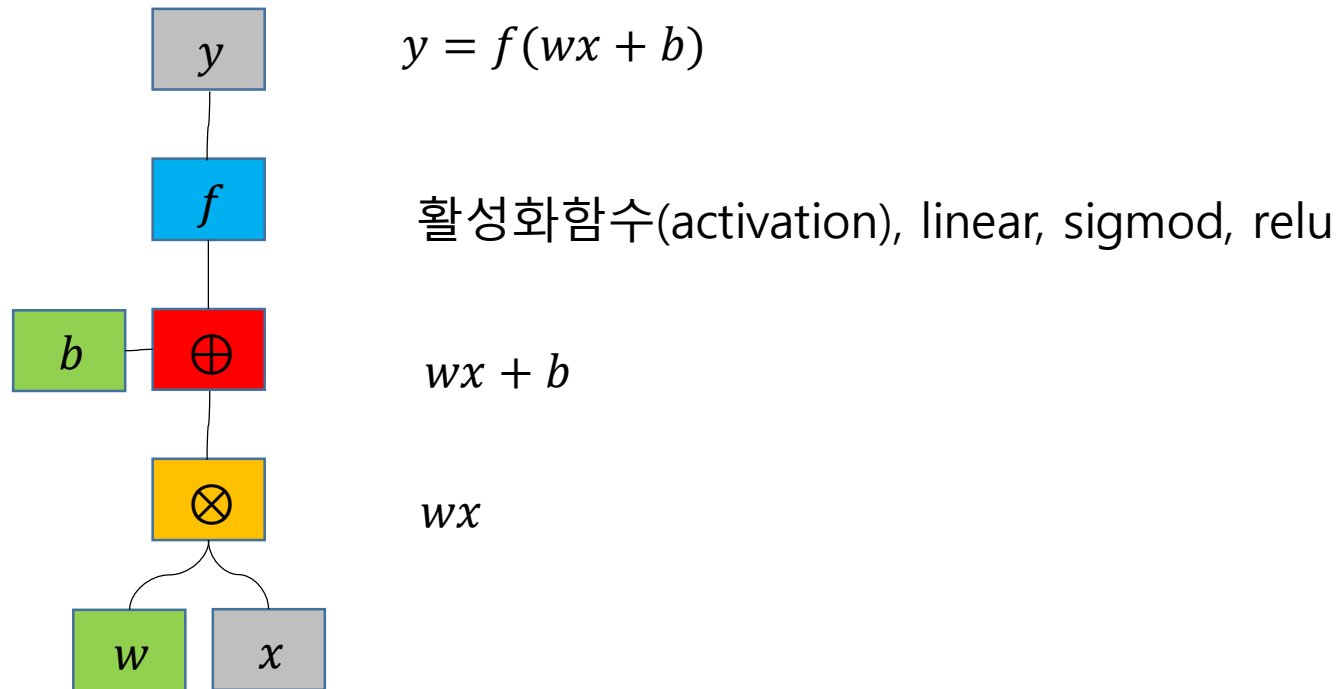 y
y = f(wx + b)
f
활성화함수(activation), linear, sigmod, relu
b
⊕
wx + b
⊗
wx
w
x